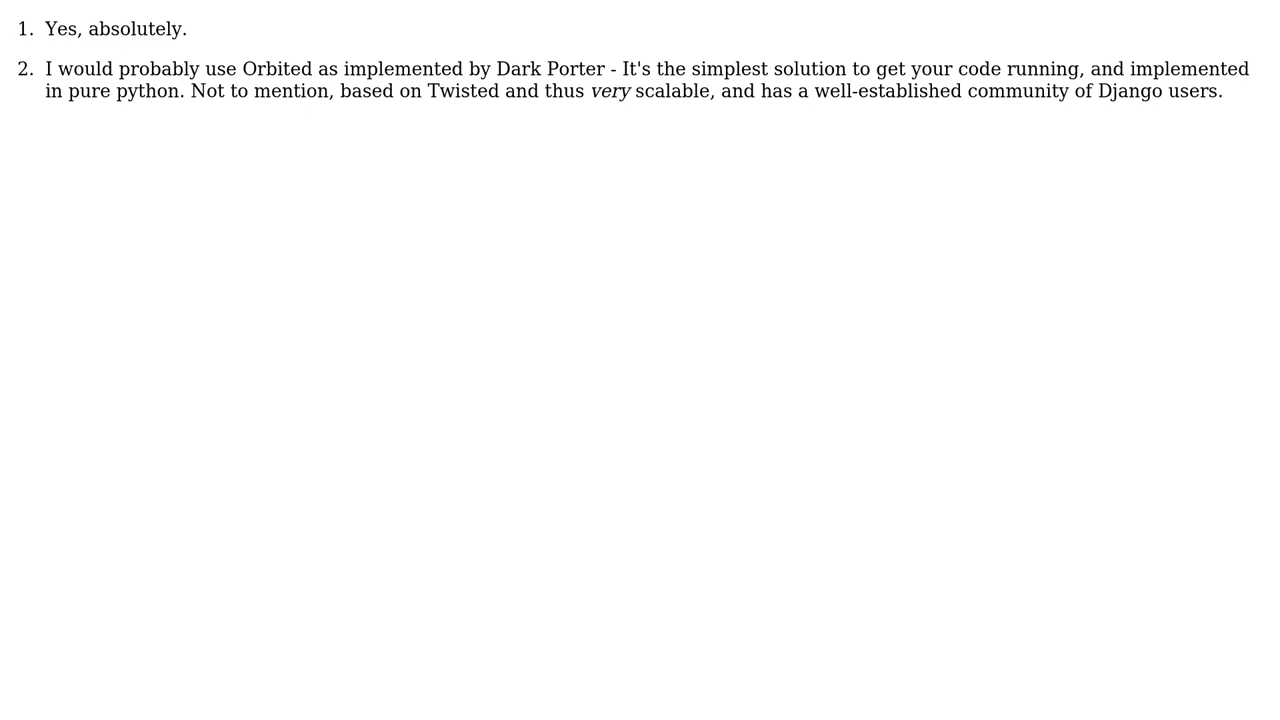 1. Yes, absolutely.
2. I would probably use Orbited as implemented by Dark Porter - It's the simplest solution to get your code running, and implemented
in pure python. Not to mention, based on Twisted and thus very scalable, and has a well-established community of Django users.